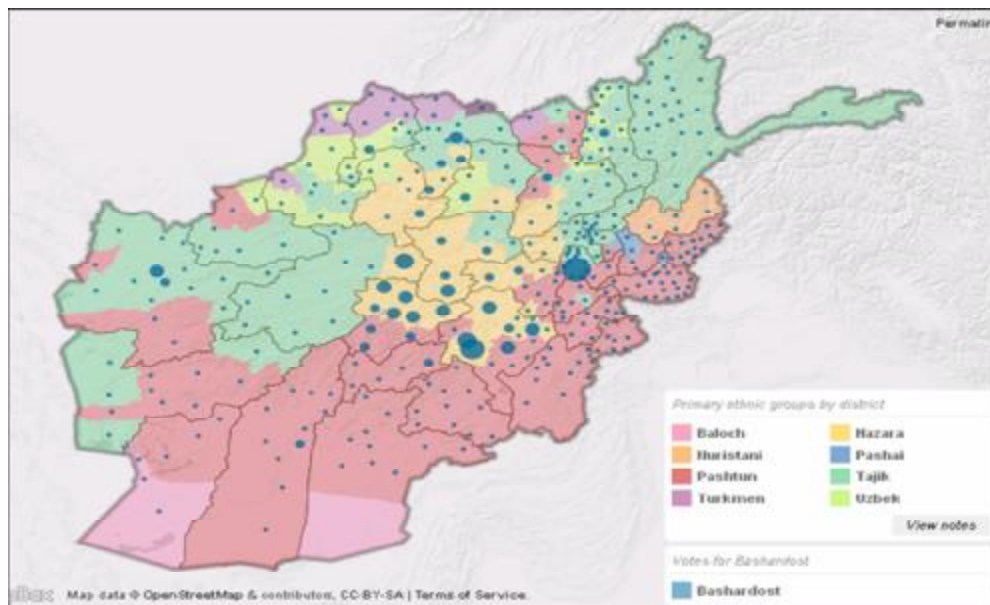 Permalin
Primary ethnic groups by district
Baloch
Nuristani
Pashtun
Turkmen
Hazara
Pashai
Tajik
Uzbek
View notes
Votes for Bashardost
Bashardost
Map data © OpenStreetMap & contributors, CC-BY-SA | Terms of Service.